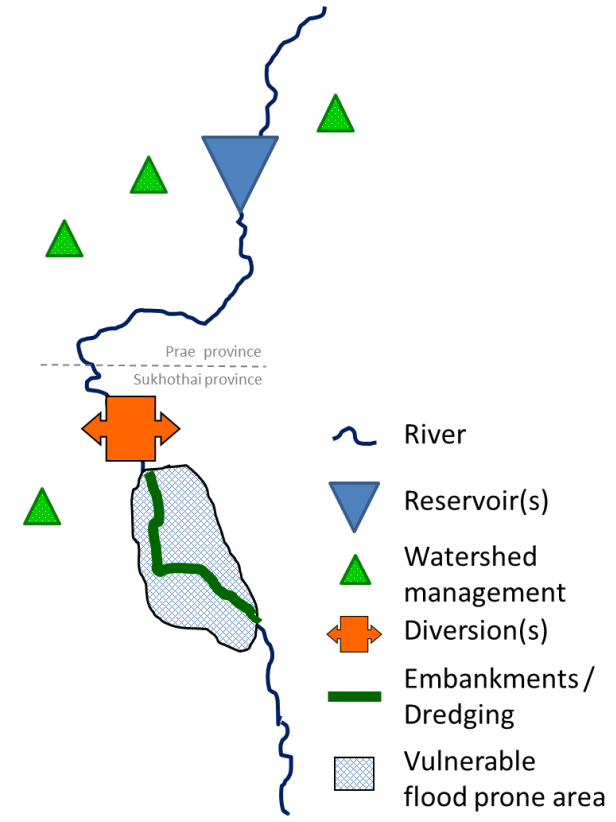 Prae province
Sukhothai province
River
Reservoir(s)
Watershed
management
Diversion(s)
Embankments /
Dredging
Vulnerable
flood prone area